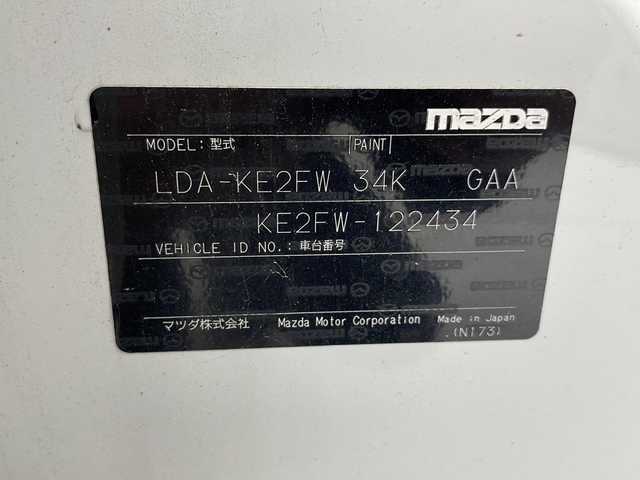 mazda
MODEL: 型式 PAINT
LDA-KE2FW 34K GAA
KE2FW-122434
VEHICLE ID NO.: 車台番号
マツダ株式会社 Mazda Motor Corporation Made in Japan
(N173)